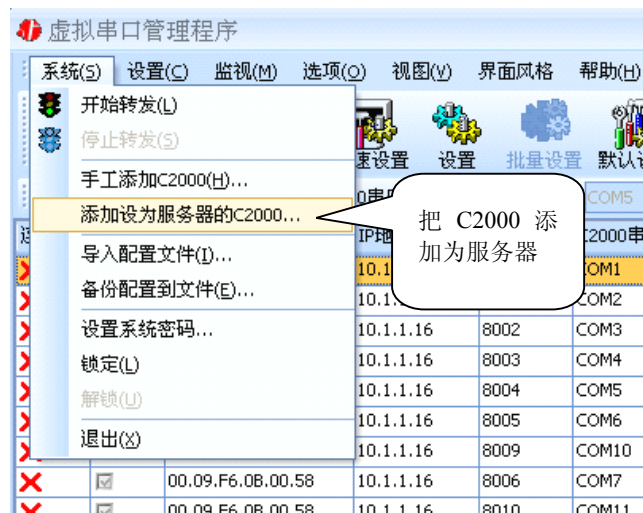 虚拟串口管理程序
系统(S) 设置(C) 监视(M) 选项(O) 视图(V) 界面风格 帮助(H)
开始转发(L)
停止转发(S)
速设置 设置 批量设置 默认设
手工添加C2000(H)...
COM5
添加设为服务器的C2000...
把 C2000 添
加为服务器
IP地 C2000串
导入配置文件(I)...
10.1 COM1
备份配置到文件(E)...
COM2
设置系统密码...
10.1.1.16 8002 COM3
锁定(L)
10.1.1.16 8003 COM4
解锁(U)
10.1.1.16 8004 COM5
10.1.1.16 8005 COM6
退出(X)
10.1.1.16 8009 COM10
00.09.F6.0B.00.58 10.1.1.16 8006 COM7
00.09.F6.0B.00.58 10.1.1.16 8010 COM11